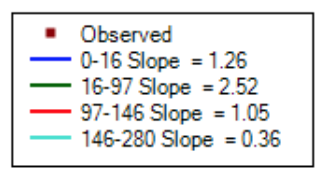 Observed
0-16 Slope = 1.26
16-97 Slope = 2.52
97-146 Slope = 1.05
146-280 Slope = 0.36